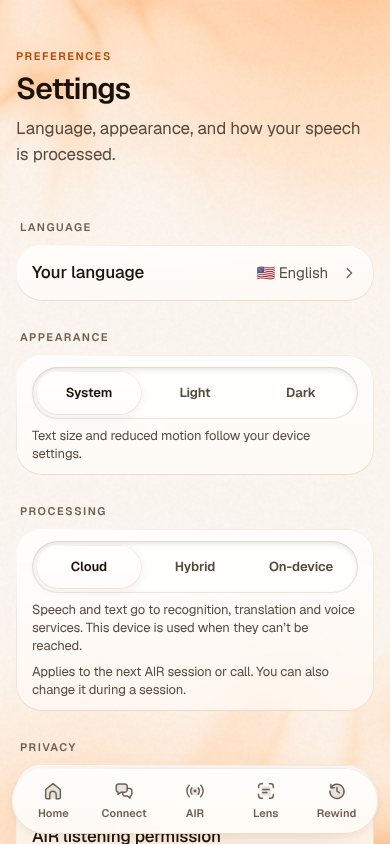 PREFERENCES
Settings
Language, appearance, and how your speech
is processed.
LANGUAGE
Your language
English
APPEARANCE
System
Light
Dark
Text size and reduced motion follow your device
settings.
PROCESSING
Cloud
Hybrid
On-device
Speech and text go to recognition, translation and voice
services. This device is used when they can't be
reached.
Applies to the next AIR session or call. You can also
change it during a session.
PRIVACY
Home
Connect
AIR
Lens
Rewind
AIR listening permission